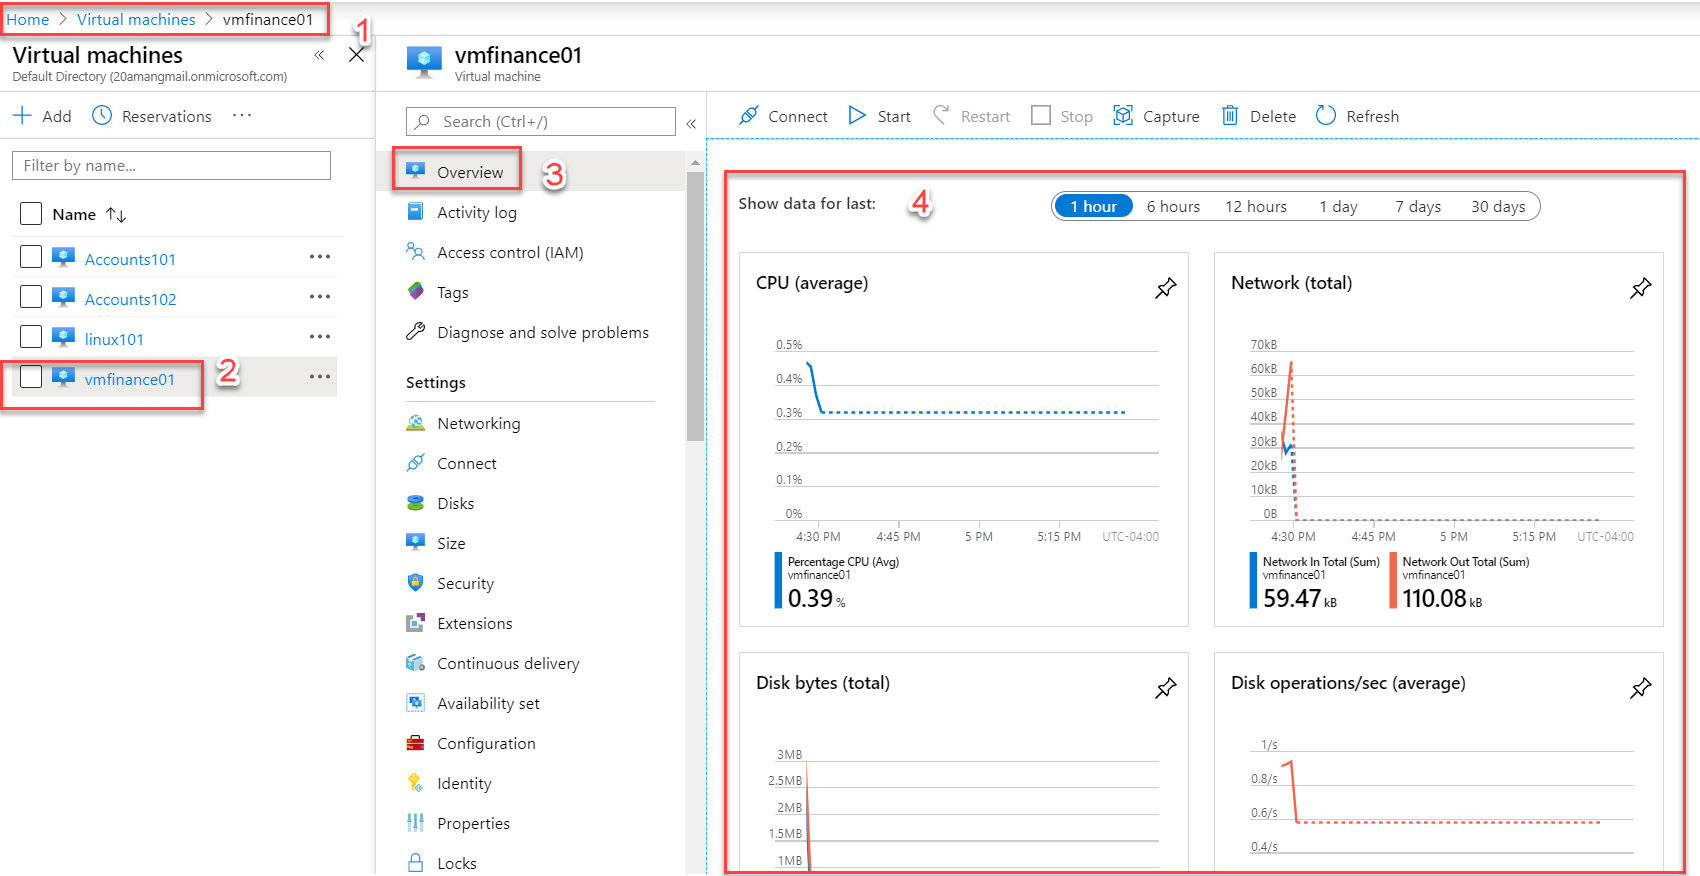 Home > Virtual machines > vmfinance01
1
Virtual machines
«
Default Directory (20amangmail.onmicrosoft.com)
Add
Reservations
...
Filter by name...
Name ↑↓
Accounts101 ...
Accounts102 ...
linux101 ...
vmfinance01 ...
2
vmfinance01
Virtual machine
Search (Ctrl+/)
«
Overview
3
Activity log
Access control (IAM)
Tags
Diagnose and solve problems
Settings
Networking
Connect
Disks
Size
Security
Extensions
Continuous delivery
Availability set
Configuration
Identity
Properties
Locks
Connect Start Restart Stop Capture Delete Refresh
Show data for last:
4
1 hour 6 hours 12 hours 1 day 7 days 30 days
CPU (average)
0.5%
0.4%
0.3%
0.2%
0.1%
0%
4:30 PM 4:45 PM 5 PM 5:15 PM UTC-04:00
Percentage CPU (Avg)
vmfinance01
0.39 %
Network (total)
70kB
60kB
50kB
40kB
30kB
20kB
10kB
0B
4:30 PM 4:45 PM 5 PM 5:15 PM UTC-04:00
Network In Total (Sum)
vmfinance01
59.47 kB
Network Out Total (Sum)
vmfinance01
110.08 kB
Disk bytes (total)
3MB
2.5MB
2MB
1.5MB
1MB
Disk operations/sec (average)
1/s
0.8/s
0.6/s
0.4/s